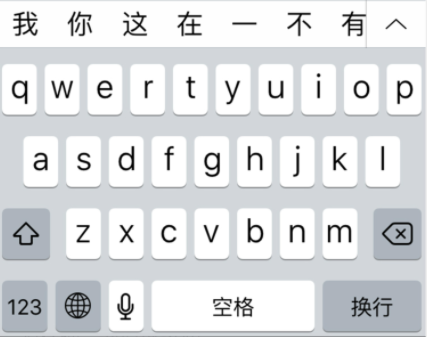 我 你 这 在 一 不 有
q w e r t y u i o p
a s d f g h j k l
z x c v b n m
123 空格 换行